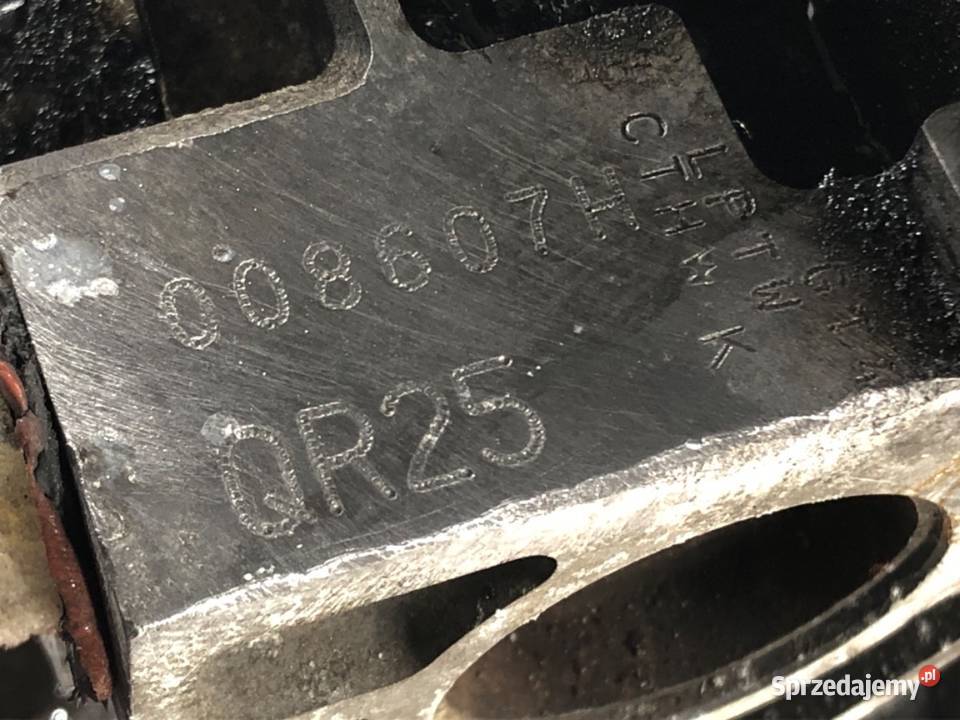 008607H
QR25
C
L F P
H T G
W W
K
Sprzedajemy.pl